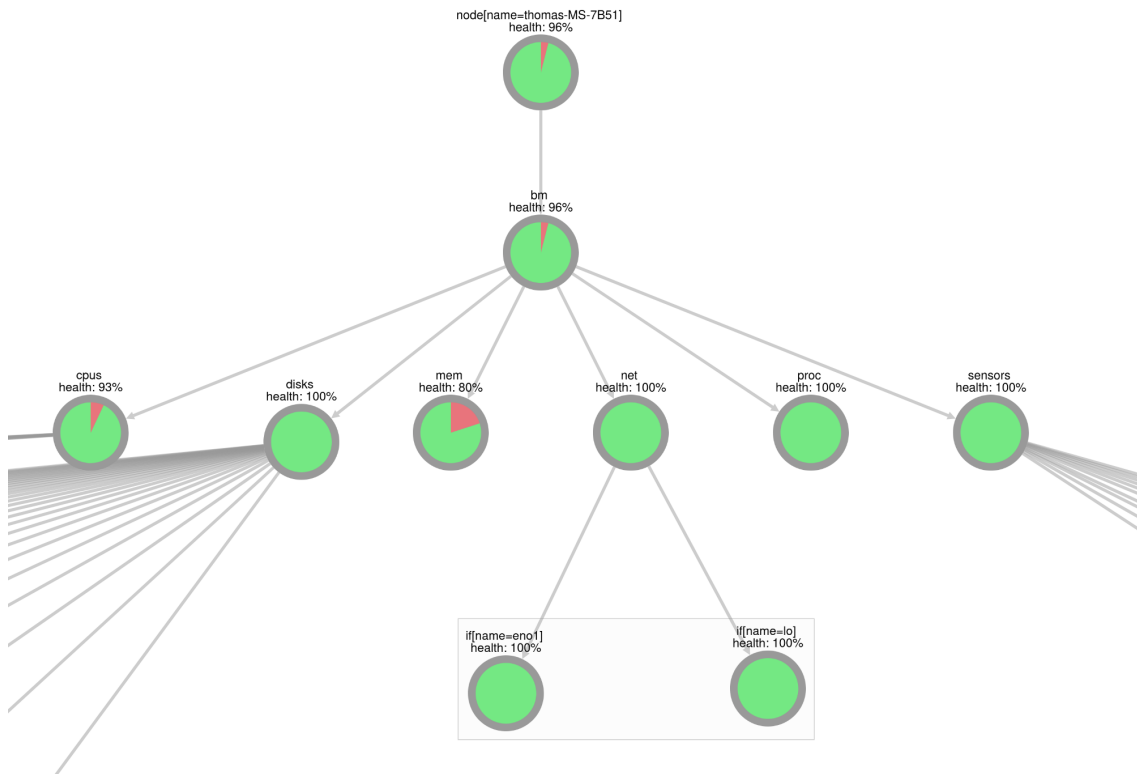 node[name=thomas-MS-7B51]
health: 96%
bm
health: 96%
cpus
health: 93%
disks
health: 100%
mem
health: 80%
net
health: 100%
proc
health: 100%
sensors
health: 100%
if[name=eno1]
health: 100%
if[name=lo]
health: 100%